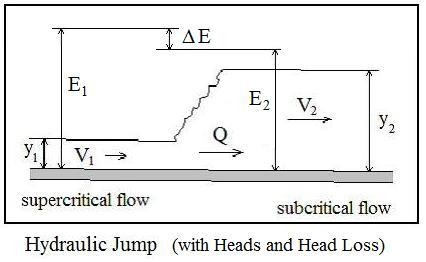 ΔE
E₁
E₂
V₂
y₂
Q
y₁
V₁
supercritical flow
subcritical flow
Hydraulic Jump (with Heads and Head Loss)